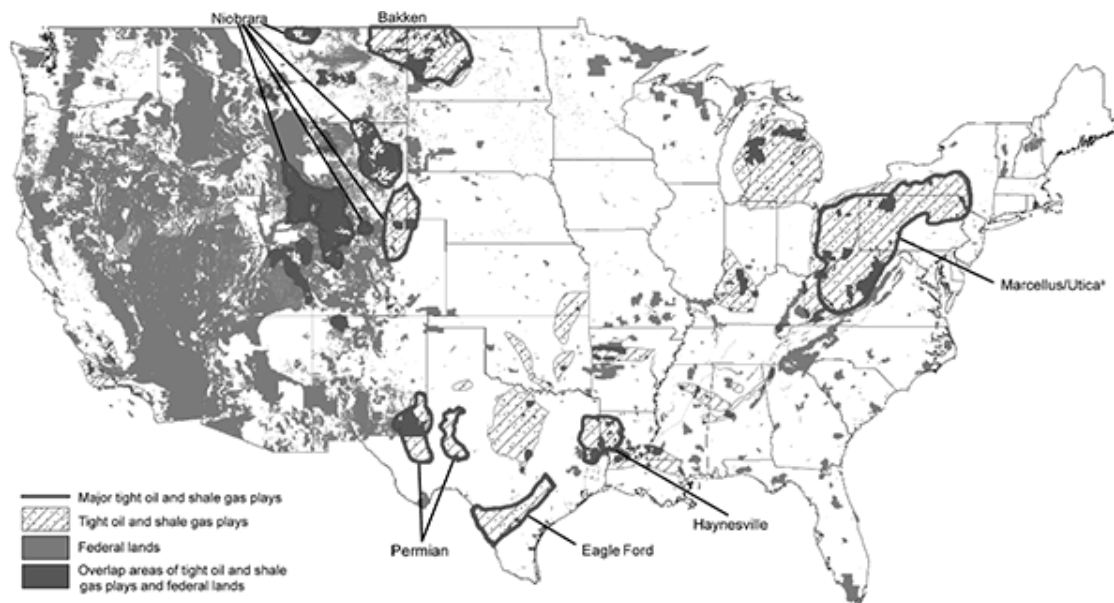 Niobrara
Bakken
Marcellus/Uticaª
Haynesville
Eagle Ford
Permian
Major tight oil and shale gas plays
Tight oil and shale gas plays
Federal lands
Overlap areas of tight oil and shale
gas plays and federal lands